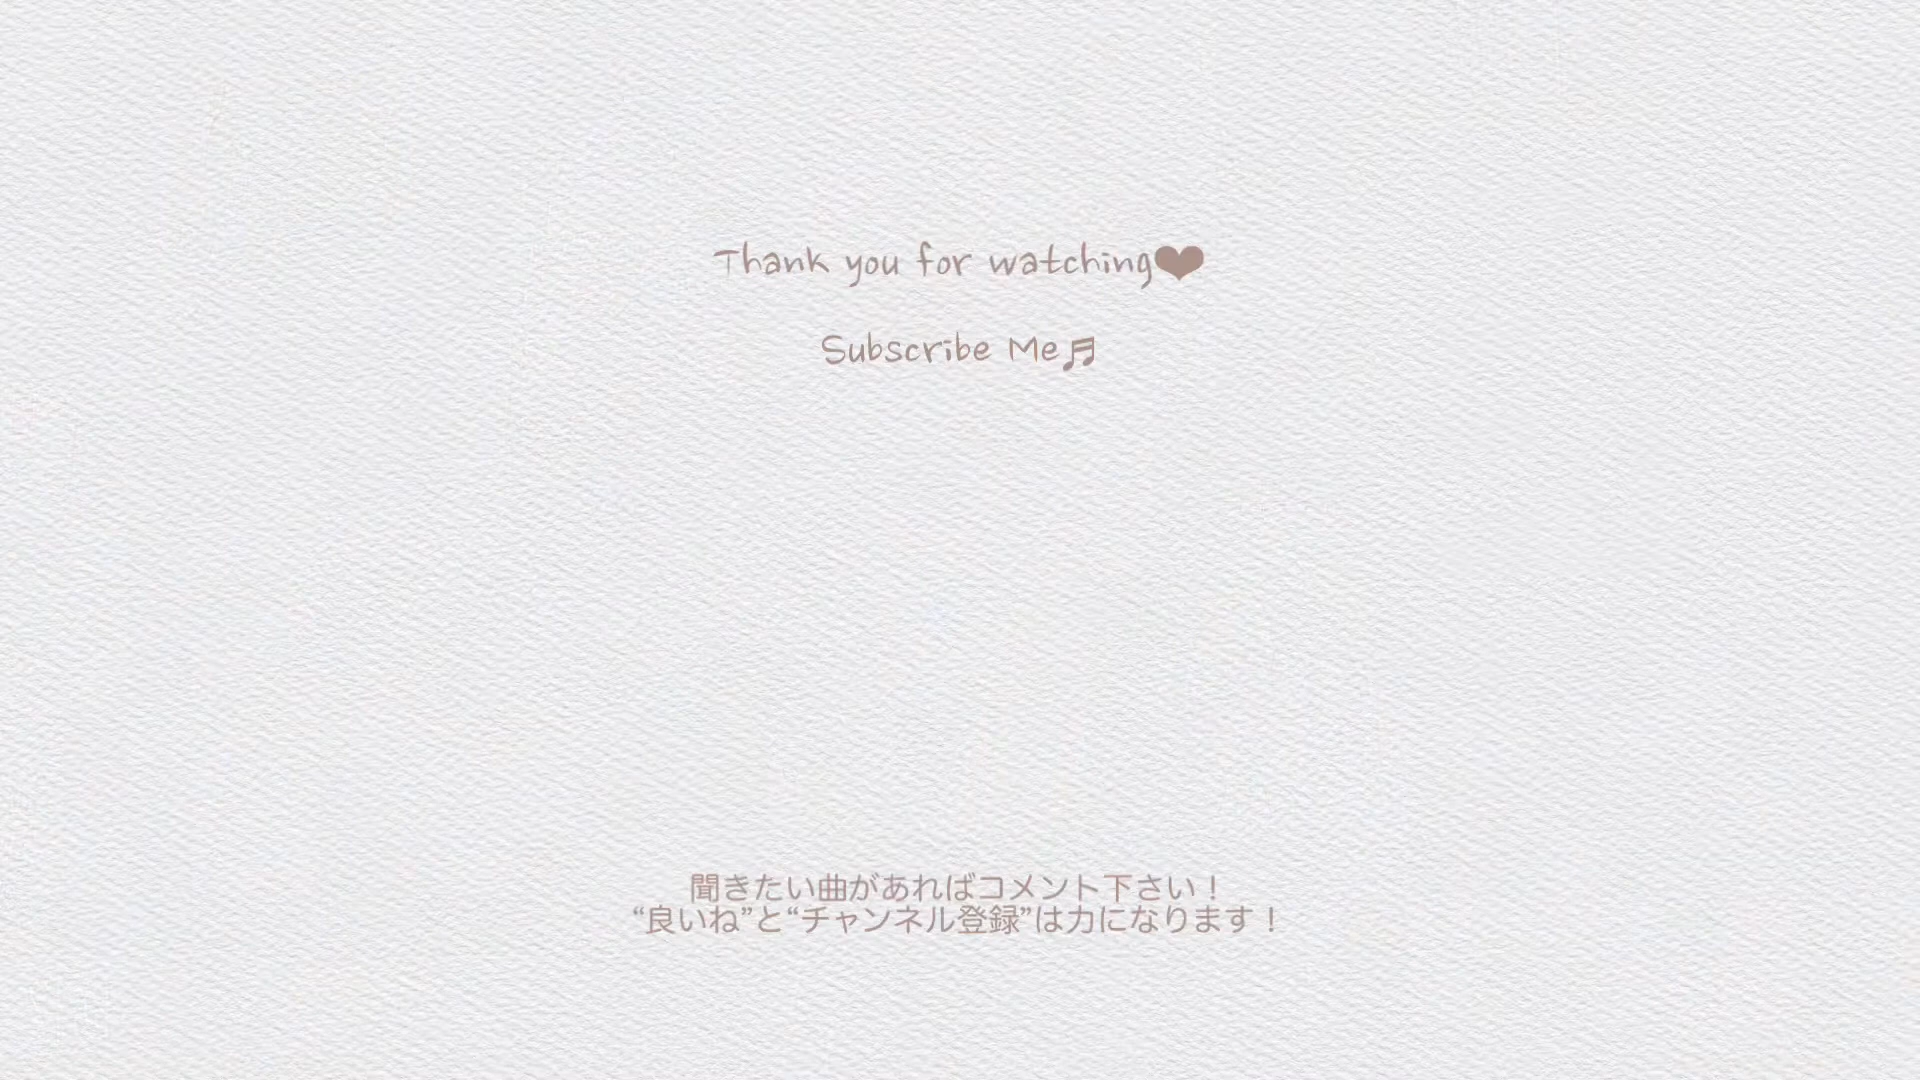 Thank you for watching❤
Subscribe Me♬
聞きたい曲があればコメント下さい！
“良いね”と“チャンネル登録”は力になります！